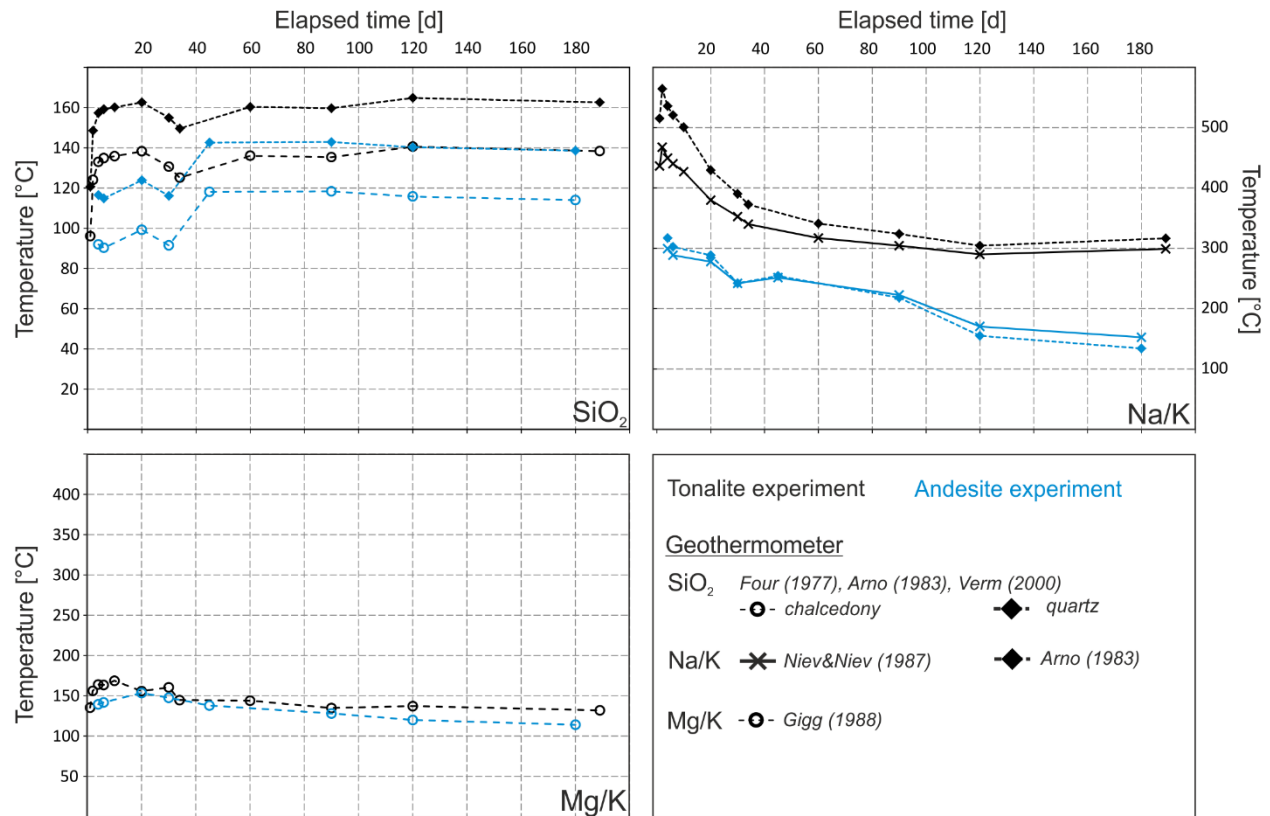 Elapsed time [d]
20 40 60 80 100 120 140 160 180
Temperature [°C]
160
140
120
100
80
60
40
20
SiO₂
Elapsed time [d]
20 40 60 80 100 120 140 160 180
500
400
300
200
100
Temperature [°C]
Na/K
Temperature [°C]
400
350
300
250
200
150
100
50
Mg/K
Tonalite experiment Andesite experiment
Geothermometer
SiO₂ Four (1977), Arno (1983), Verm (2000)
chalcedony quartz
Na/K Niev&Niev (1987) Arno (1983)
Mg/K Gigg (1988)